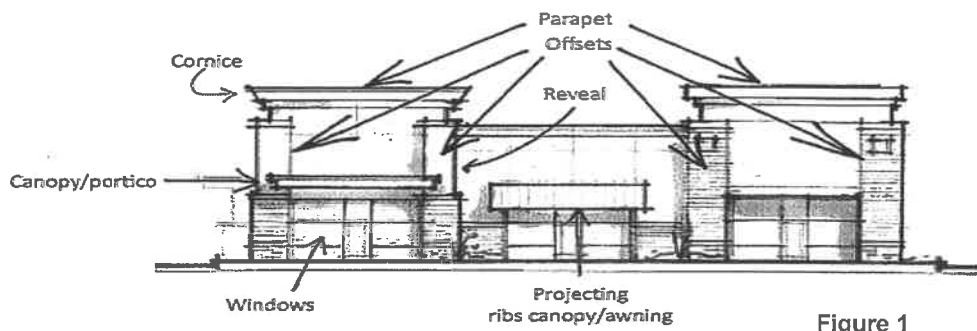 Parapet
Offsets
Cornice
Reveal
Canopy/portico
Windows
Projecting
ribs canopy/awning
Figure 1